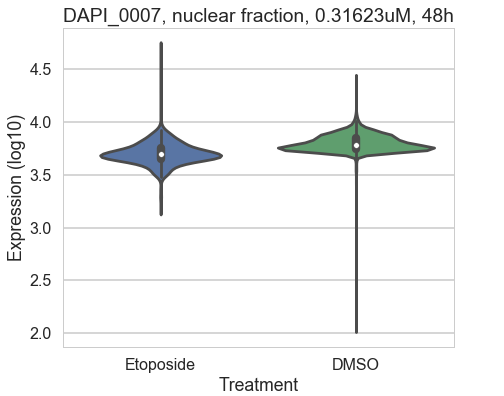 DAPI_0007, nuclear fraction, 0.31623uM, 48h
Expression (log10)
4.5
4.0
3.5
3.0
2.5
2.0
Etoposide DMSO
Treatment